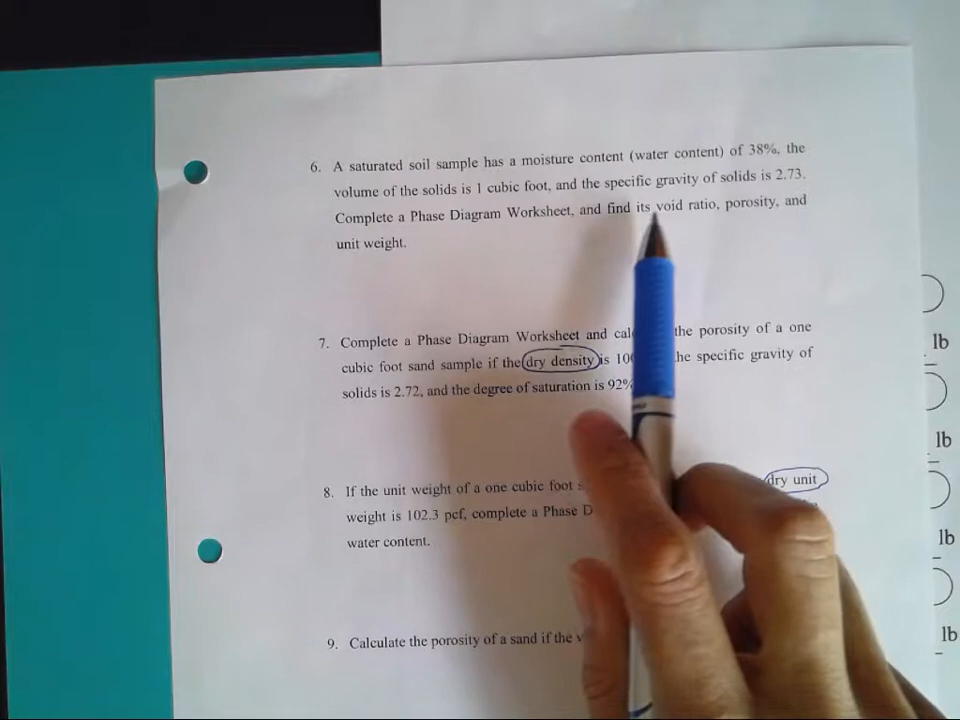 6. A saturated soil sample has a moisture content (water content) of 38%, the
volume of the solids is 1 cubic foot, and the specific gravity of solids is 2.73.
Complete a Phase Diagram Worksheet, and find its void ratio, porosity, and
unit weight.
7. Complete a Phase Diagram Worksheet and the porosity of a one
cubic foot sand sample if the dry density is the specific gravity of
solids is 2.72, and the degree of saturation is 92%
8. If the unit weight of a one cubic foot dry unit
weight is 102.3 pcf, complete a Phase
water content.
9. Calculate the porosity of a sand if the
lb
lb
lb
lb